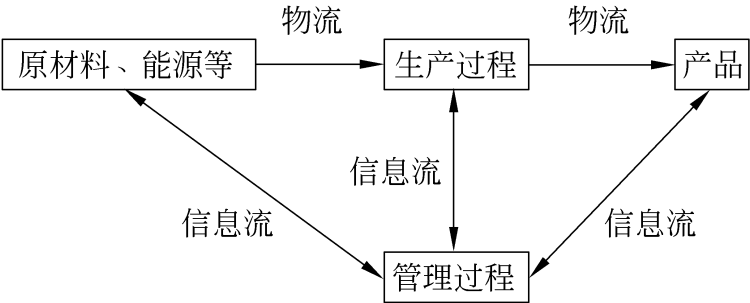 物流
物流
原材料、能源等
生产过程
产品
信息流
信息流
信息流
管理过程